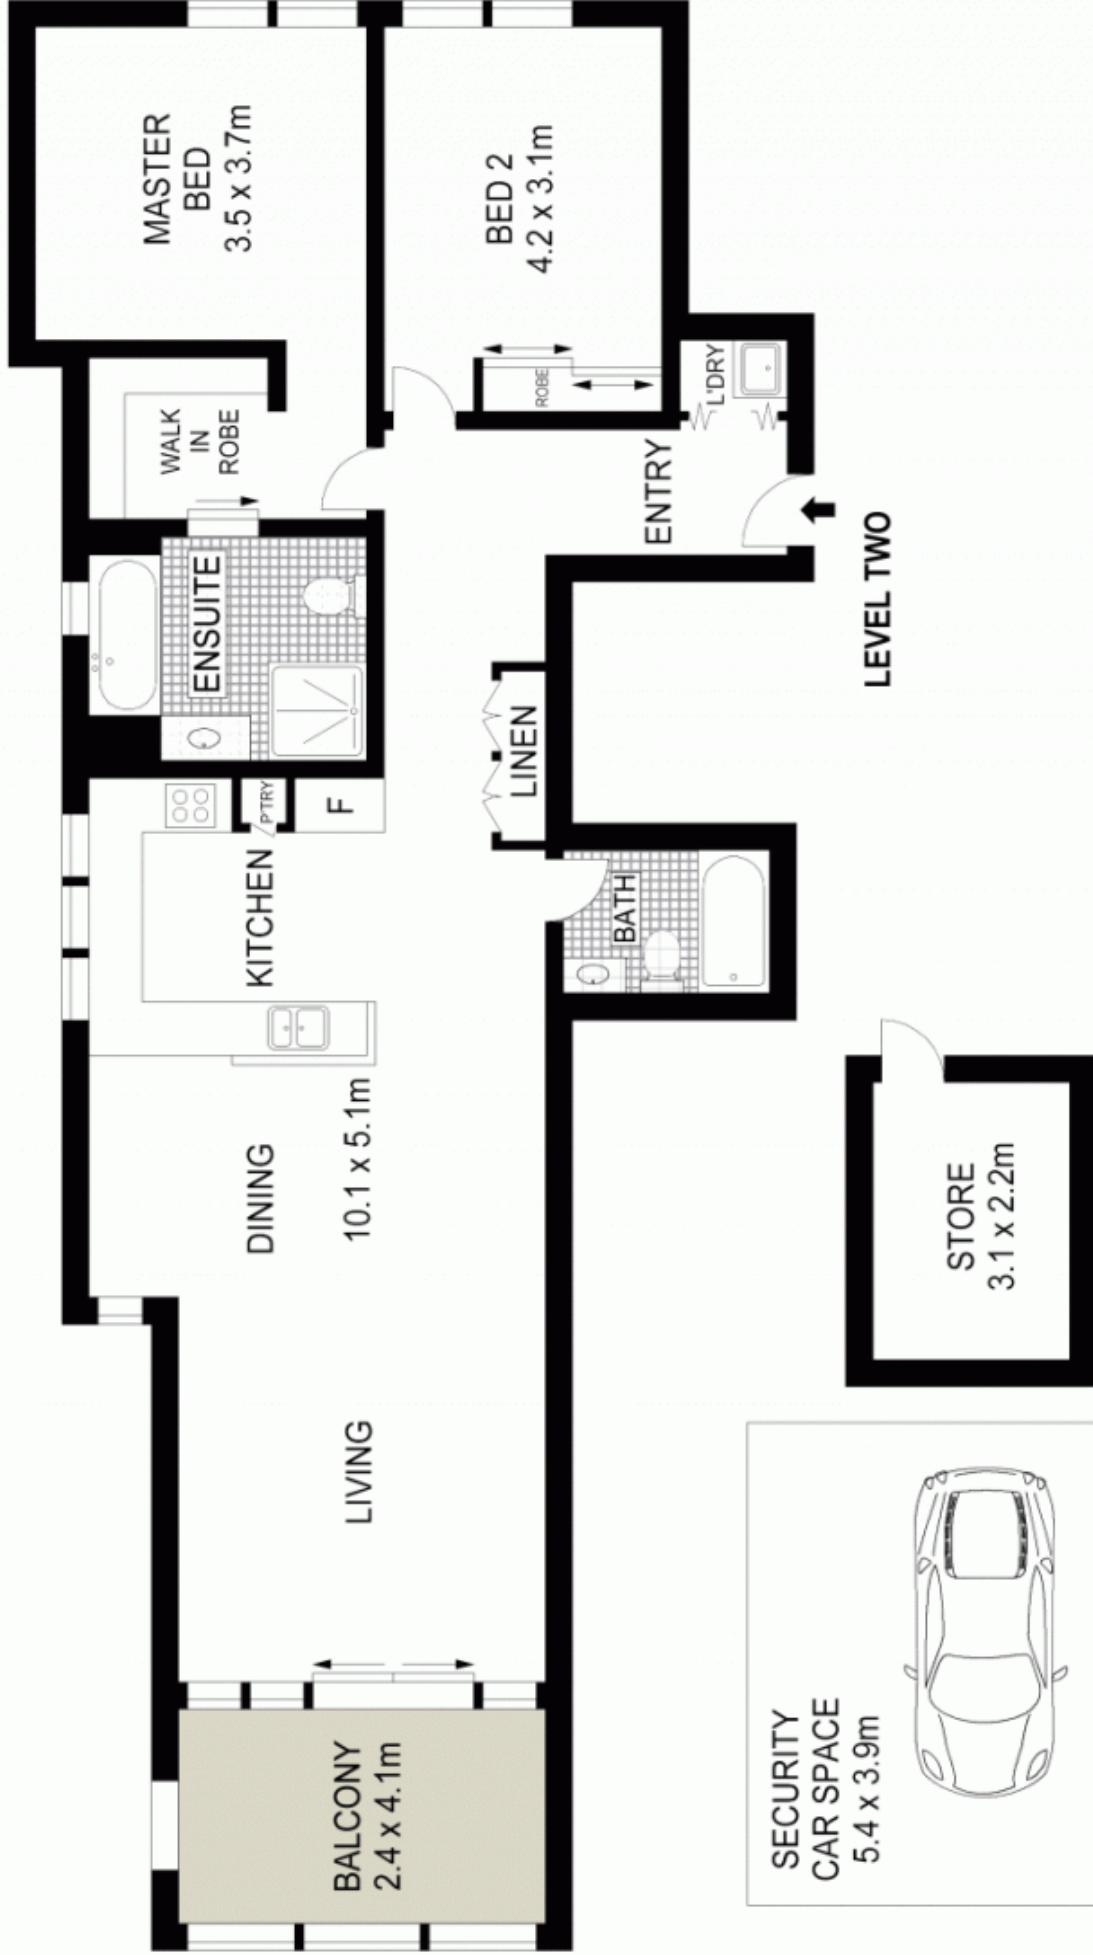 MASTER
BED
3.5 x 3.7m
BED 2
4.2 x 3.1m
WALK
IN
ROBE
ROBE
L'DRY
ENTRY
ENSUITE
LEVEL TWO
LINEN
P'TRY
F
KITCHEN
BATH
DINING
10.1 x 5.1m
LIVING
STORE
3.1 x 2.2m
BALCONY
2.4 x 4.1m
SECURITY
CAR SPACE
5.4 x 3.9m